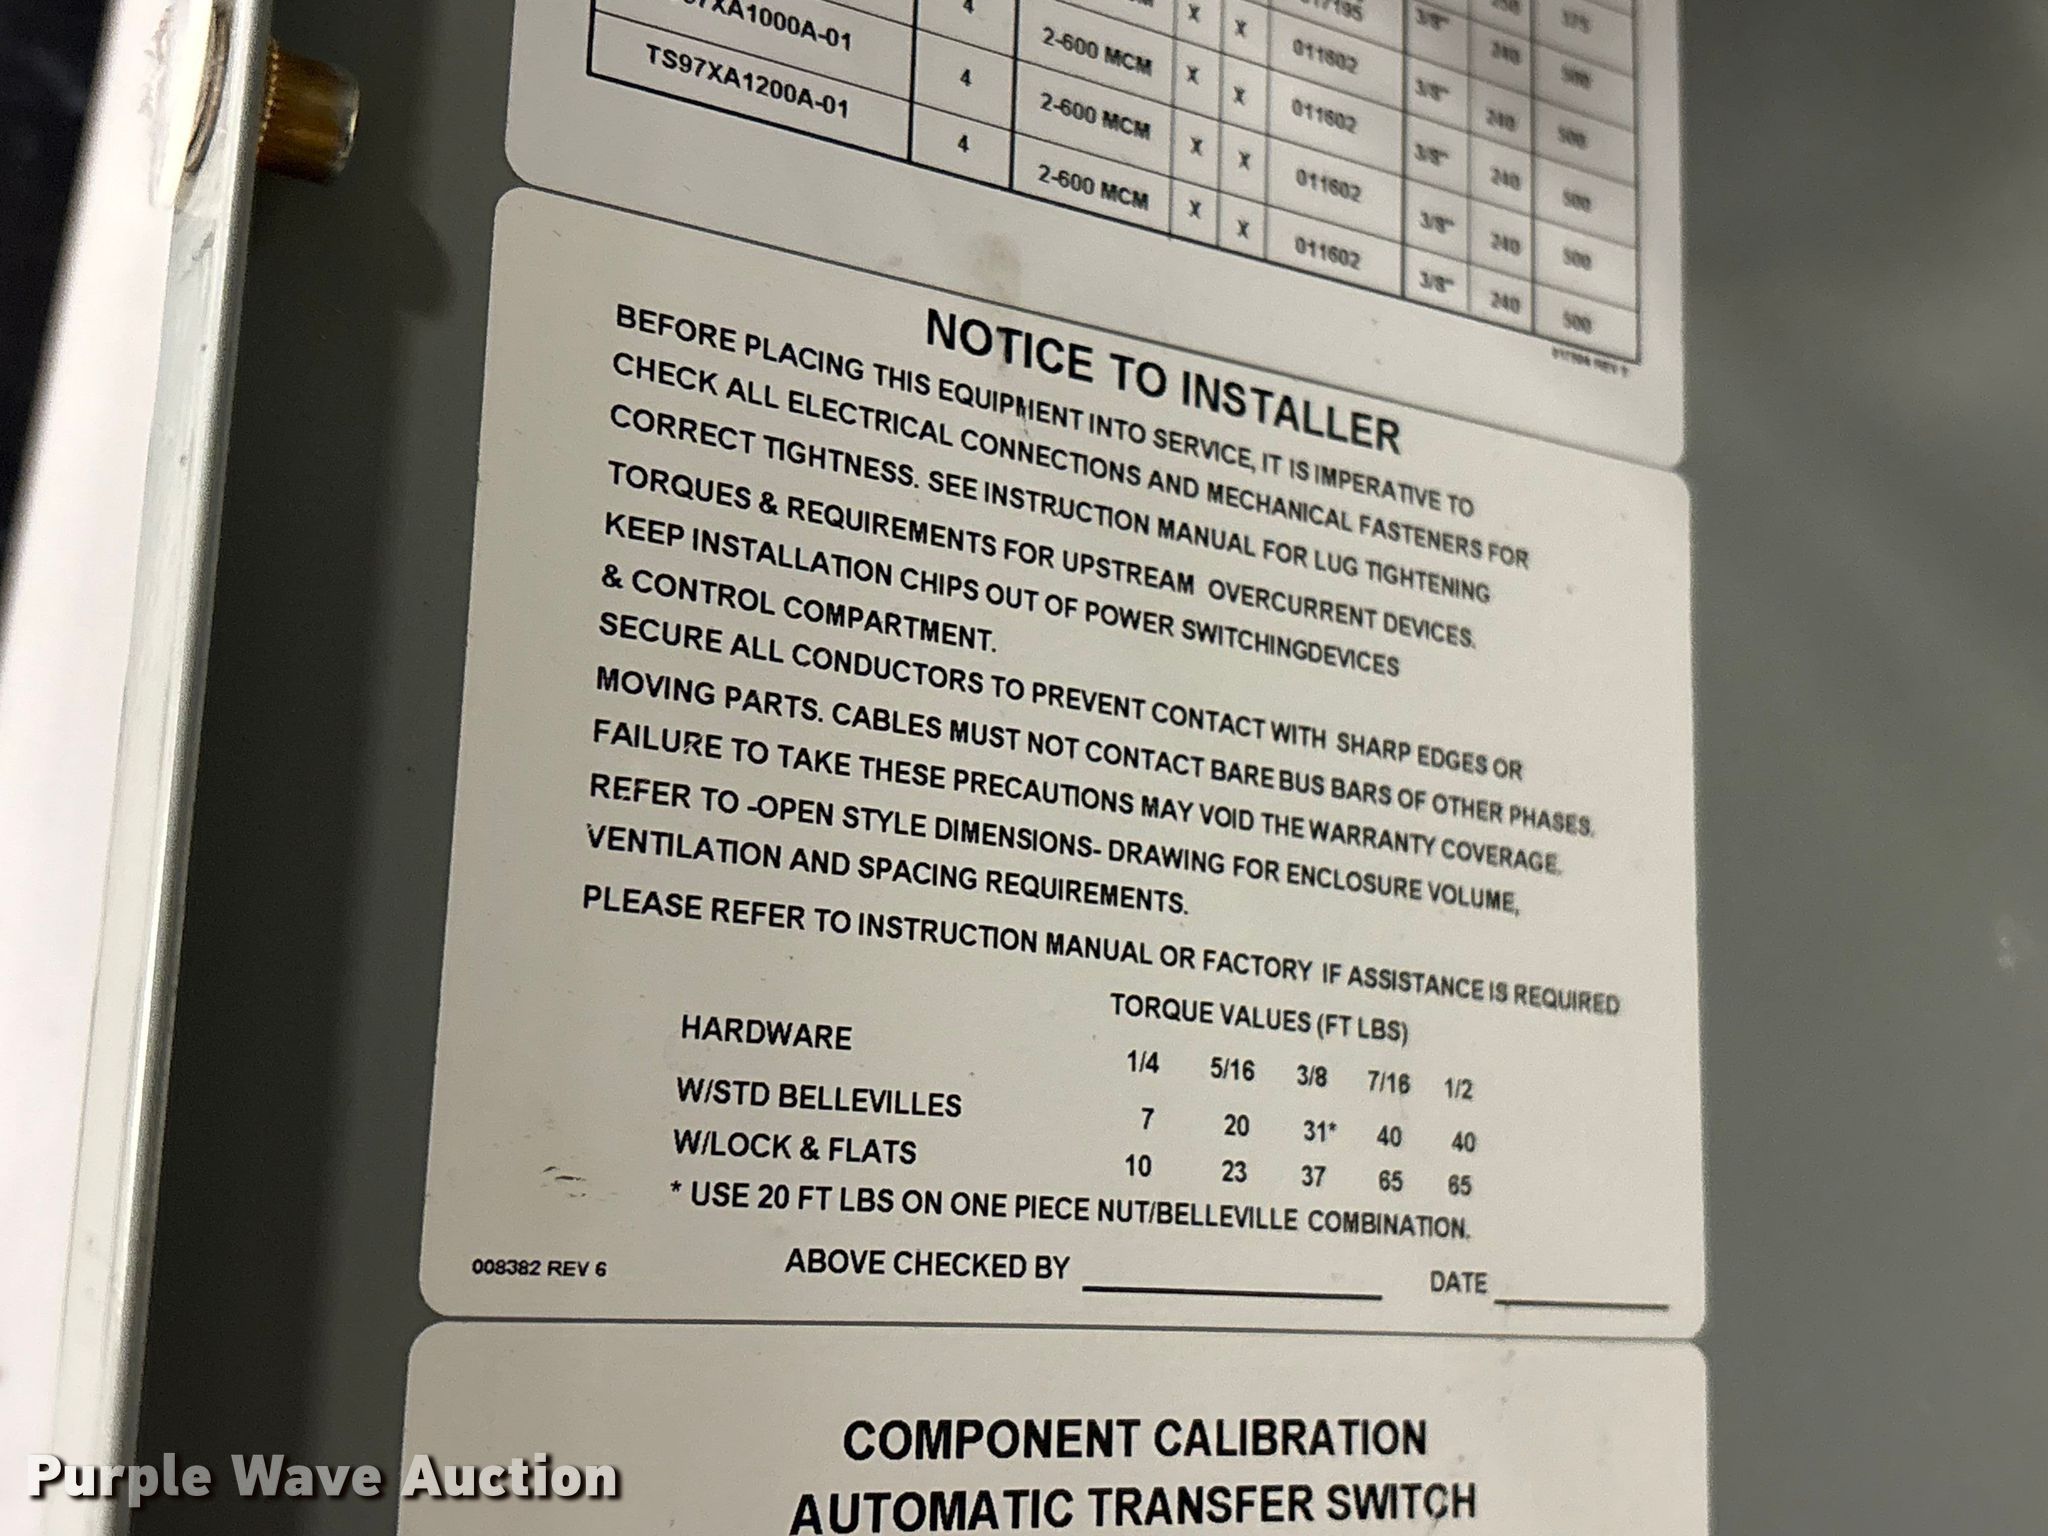 XA1000A-01 4 2-600 MCM X X 011602 3/8" 240 500
TS97XA1200A-01 4 2-600 MCM X X 011602 3/8" 240 500
4 2-600 MCM X X 011602 3/8" 240 500
X X 011602 3/8" 240 500
3/8" 240 500
NOTICE TO INSTALLER
BEFORE PLACING THIS EQUIPMENT INTO SERVICE, IT IS IMPERATIVE TO
CHECK ALL ELECTRICAL CONNECTIONS AND MECHANICAL FASTENERS FOR
CORRECT TIGHTNESS. SEE INSTRUCTION MANUAL FOR LUG TIGHTENING
TORQUES & REQUIREMENTS FOR UPSTREAM OVERCURRENT DEVICES.
KEEP INSTALLATION CHIPS OUT OF POWER SWITCHINGDEVICES
& CONTROL COMPARTMENT.
SECURE ALL CONDUCTORS TO PREVENT CONTACT WITH SHARP EDGES OR
MOVING PARTS. CABLES MUST NOT CONTACT BARE BUS BARS OF OTHER PHASES.
FAILURE TO TAKE THESE PRECAUTIONS MAY VOID THE WARRANTY COVERAGE.
REFER TO -OPEN STYLE DIMENSIONS- DRAWING FOR ENCLOSURE VOLUME,
VENTILATION AND SPACING REQUIREMENTS.
PLEASE REFER TO INSTRUCTION MANUAL OR FACTORY IF ASSISTANCE IS REQUIRED
TORQUE VALUES (FT LBS)
HARDWARE 1/4 5/16 3/8 7/16 1/2
W/STD BELLEVILLES 7 20 31* 40 40
W/LOCK & FLATS 10 23 37 65 65
* USE 20 FT LBS ON ONE PIECE NUT/BELLEVILLE COMBINATION.
008382 REV 6 ABOVE CHECKED BY DATE
COMPONENT CALIBRATION
AUTOMATIC TRANSFER SWITCH
Purple Wave Auction